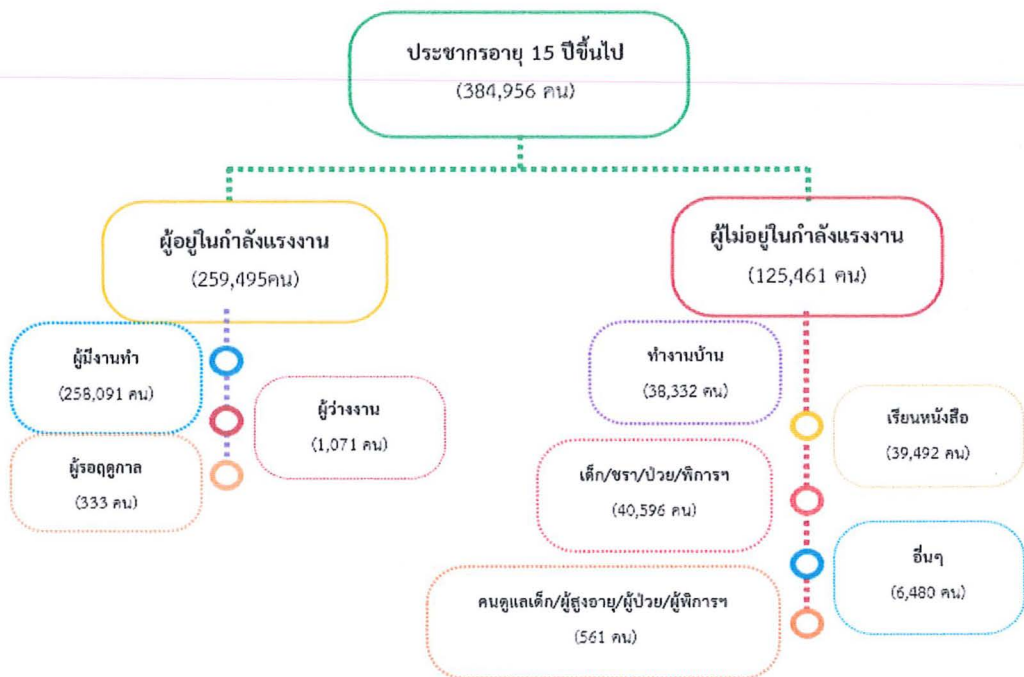 ประชากรอายุ 15 ปีขึ้นไป
(384,956 คน)
ผู้อยู่ในกำลังแรงงาน
(259,495คน)
ผู้มีงานทำ
(258,091 คน)
ผู้ว่างงาน
(1,071 คน)
ผู้รอฤดูกาล
(333 คน)
ผู้ไม่อยู่ในกำลังแรงงาน
(125,461 คน)
ทำงานบ้าน
(38,332 คน)
เรียนหนังสือ
(39,492 คน)
เด็ก/ชรา/ป่วย/พิการฯ
(40,596 คน)
อื่นๆ
(6,480 คน)
คนดูแลเด็ก/ผู้สูงอายุ/ผู้ป่วย/ผู้พิการฯ
(561 คน)